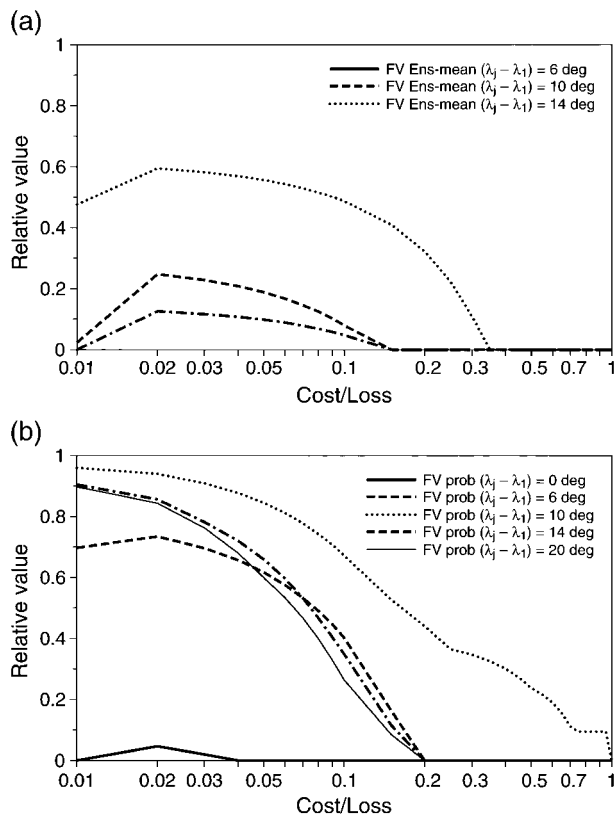 (a)
1
0.8
0.6
0.4
0.2
0
Relative value
FV Ens-mean (λj – λ1) = 6 deg
FV Ens-mean (λj – λ1) = 10 deg
FV Ens-mean (λj – λ1) = 14 deg
0.01 0.02 0.03 0.05 0.1 0.2 0.3 0.5 0.7 1
Cost/Loss
(b)
1
0.8
0.6
0.4
0.2
0
Relative value
FV prob (λj – λ1) = 0 deg
FV prob (λj – λ1) = 6 deg
FV prob (λj – λ1) = 10 deg
FV prob (λj – λ1) = 14 deg
FV prob (λj – λ1) = 20 deg
0.01 0.02 0.03 0.05 0.1 0.2 0.3 0.5 0.7 1
Cost/Loss